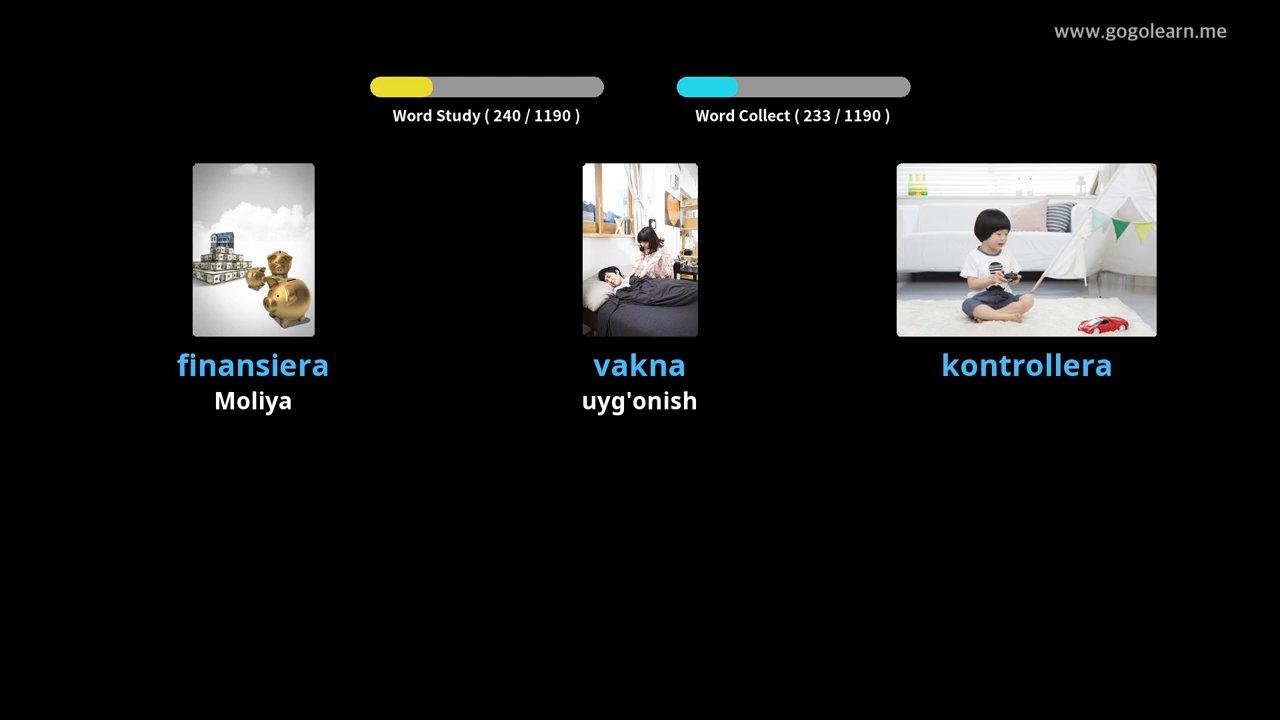 www.gogolearn.me
Word Study ( 240 / 1190 )
Word Collect ( 233 / 1190 )
finansiera
Moliya
vakna
uyg'onish
kontrollera